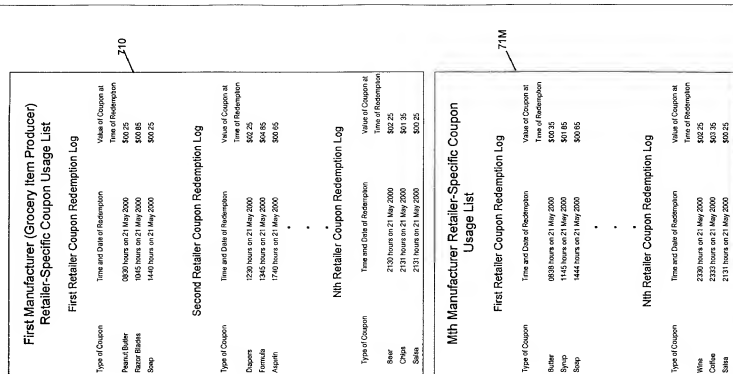 710
First Manufacturer (Grocery Item Producer)
Retailer-Specific Coupon Usage List
First Retailer Coupon Redemption Log
Type of Coupon Time and Date of Redemption Value of Coupon at
Time of Redemption
Peanut Butter 0830 hours on 21 May 2000 $00 25
Razor Blades 1045 hours on 21 May 2000 $00 85
Soap 1440 hours on 21 May 2000 $00 25
Second Retailer Coupon Redemption Log
Type of Coupon Time and Date of Redemption Value of Coupon at
Time of Redemption
Diapers 1230 hours on 21 May 2000 $02 25
Formula 1345 hours on 21 May 2000 $04 85
Aspirin 1740 hours on 21 May 2000 $00 65
Nth Retailer Coupon Redemption Log
Type of Coupon Time and Date of Redemption Value of Coupon at
Time of Redemption
Beer 2130 hours on 21 May 2000 $02 25
Chips 2131 hours on 21 May 2000 $01 35
Salsa 2131 hours on 21 May 2000 $00 25
71M
Mth Manufacturer Retailer-Specific Coupon
Usage List
First Retailer Coupon Redemption Log
Type of Coupon Time and Date of Redemption Value of Coupon at
Time of Redemption
Butter 0838 hours on 21 May 2000 $00 35
Syrup 1145 hours on 21 May 2000 $01 85
Soap 1444 hours on 21 May 2000 $00 65
Nth Retailer Coupon Redemption Log
Type of Coupon Time and Date of Redemption Value of Coupon at
Time of Redemption
Wine 2330 hours on 21 May 2000 $02 25
Coffee 2333 hours on 21 May 2000 $03 35
Salsa 2131 hours on 21 May 2000 $00 25